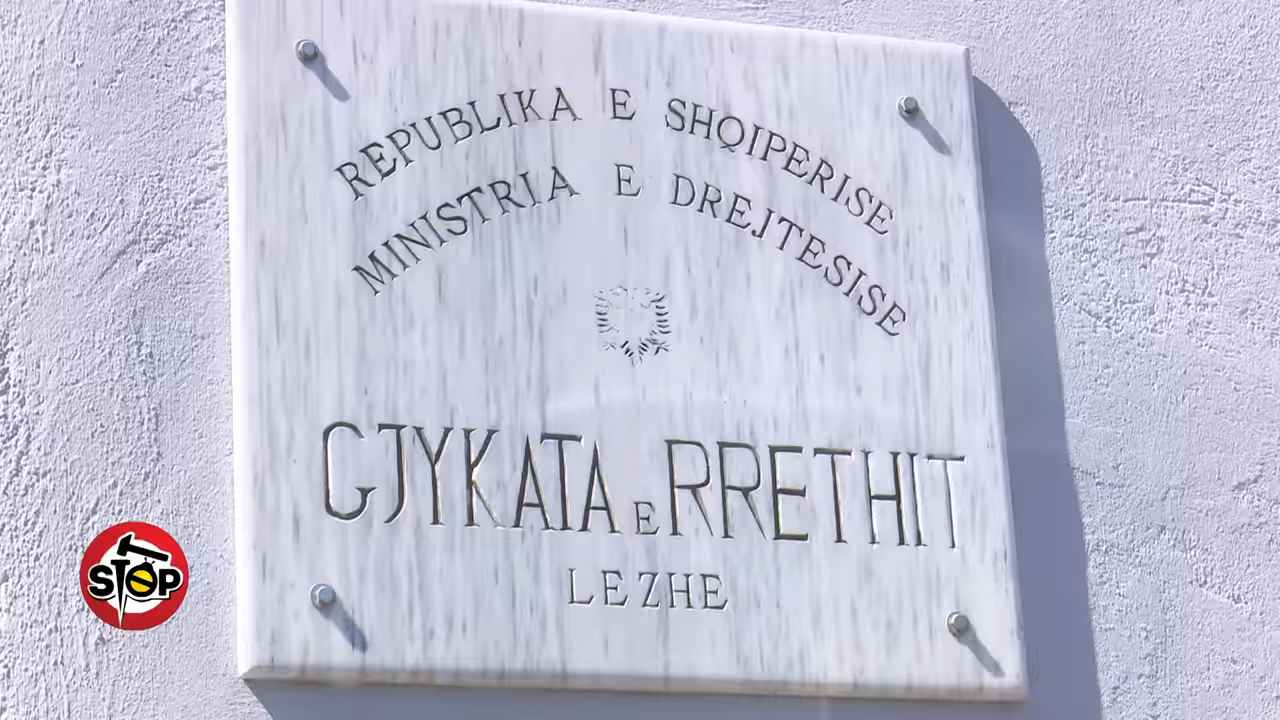 REPUBLIKA E SHQIPERISE
MINISTRIA E DREJTESISE
GJYKATA E RRETHIT
LEZHE
STOP